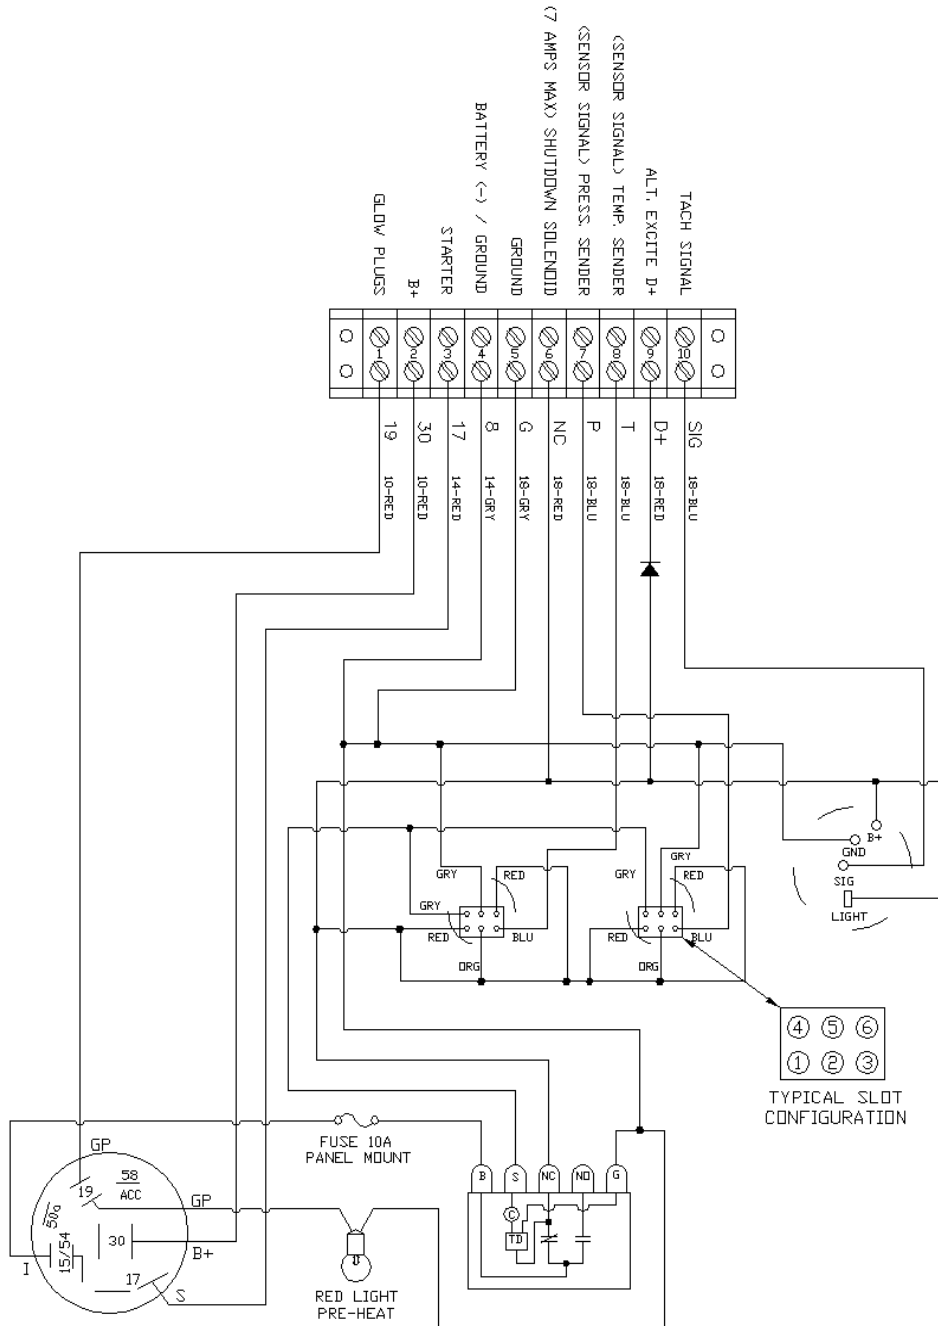 GLOW PLUGS
B+
STARTER
BATTERY (-) / GROUND
GROUND
(7 AMPS MAX) SHUTDOWN SOLENOID
(SENSOR SIGNAL) PRESS. SENDER
(SENSOR SIGNAL) TEMP. SENDER
ALT. EXCITE D+
TACH SIGNAL
1 2 3 4 5 6 7 8 9 10
19 30 17 8 G NC P T D+ SIG
10-RED 10-RED 14-RED 14-GRY 18-GRY 18-RED 18-BLU 18-BLU 18-RED 18-BLU
B+
GND
SIG
LIGHT
GRY RED
GRY
RED BLU
ORG
GRY
GRY RED
RED BLU
ORG
4 5 6
1 2 3
TYPICAL SLOT
CONFIGURATION
FUSE 10A
PANEL MOUNT
GP
58
ACC
19
GP
50a
30
15/54
B+
I
17
S
RED LIGHT
PRE-HEAT
B S NC NO G
C
TD